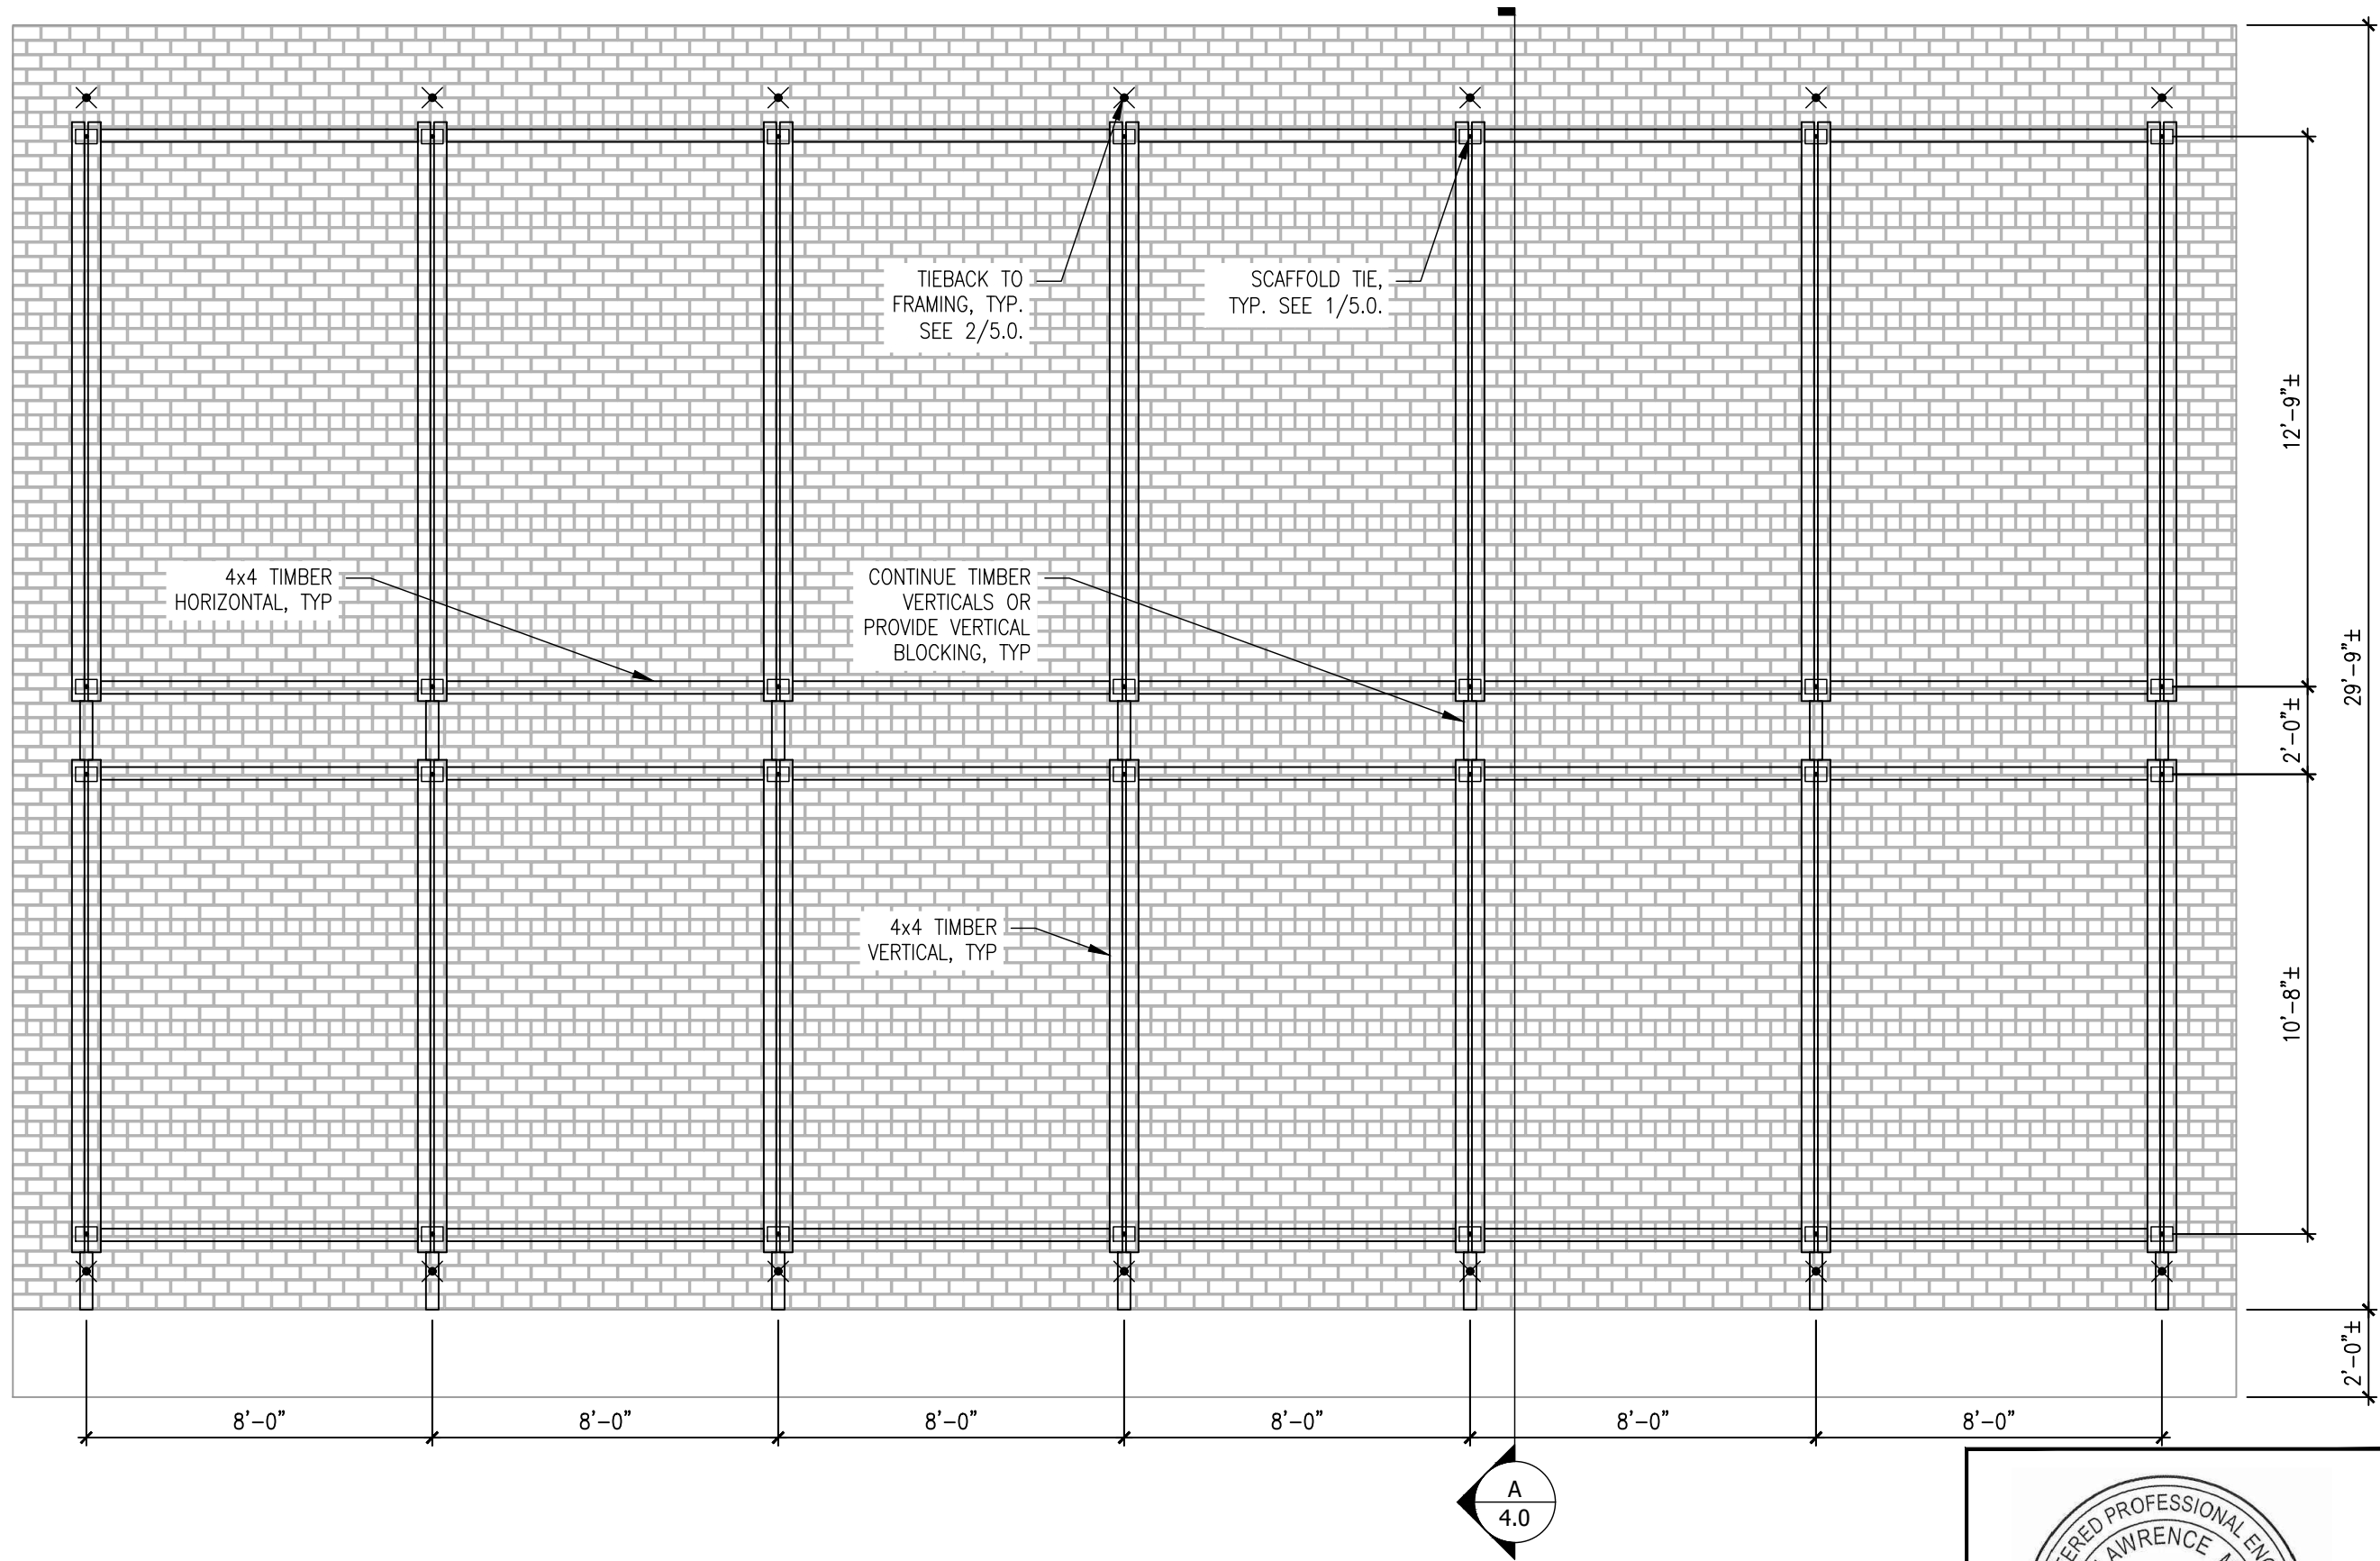 TIEBACK TO
FRAMING, TYP.
SEE 2/5.0.
SCAFFOLD TIE,
TYP. SEE 1/5.0.
12'-9"±
4x4 TIMBER
HORIZONTAL, TYP
CONTINUE TIMBER
VERTICALS OR
PROVIDE VERTICAL
BLOCKING, TYP
29'-9"±
2'-0"±
4x4 TIMBER
VERTICAL, TYP
10'-8"±
2'-0"±
8'-0" 8'-0" 8'-0" 8'-0" 8'-0" 8'-0"
A
4.0
PROFESSIONAL